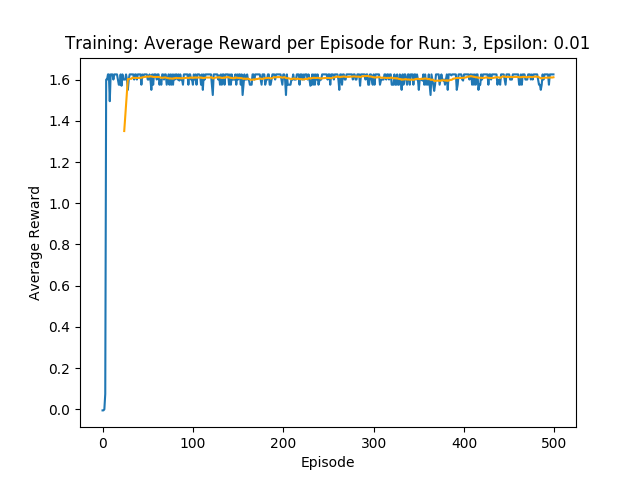 Training: Average Reward per Episode for Run: 3, Epsilon: 0.01
1.6
1.4
1.2
1.0
0.8
0.6
0.4
0.2
0.0
Average Reward
0 100 200 300 400 500
Episode